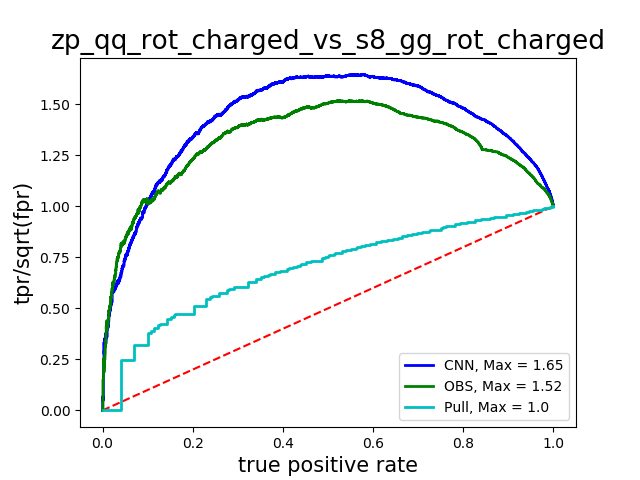 zp_qq_rot_charged_vs_s8_gg_rot_charged
tpr/sqrt(fpr)
1.50
1.25
1.00
0.75
0.50
0.25
0.00
CNN, Max = 1.65
OBS, Max = 1.52
Pull, Max = 1.0
0.0 0.2 0.4 0.6 0.8 1.0
true positive rate